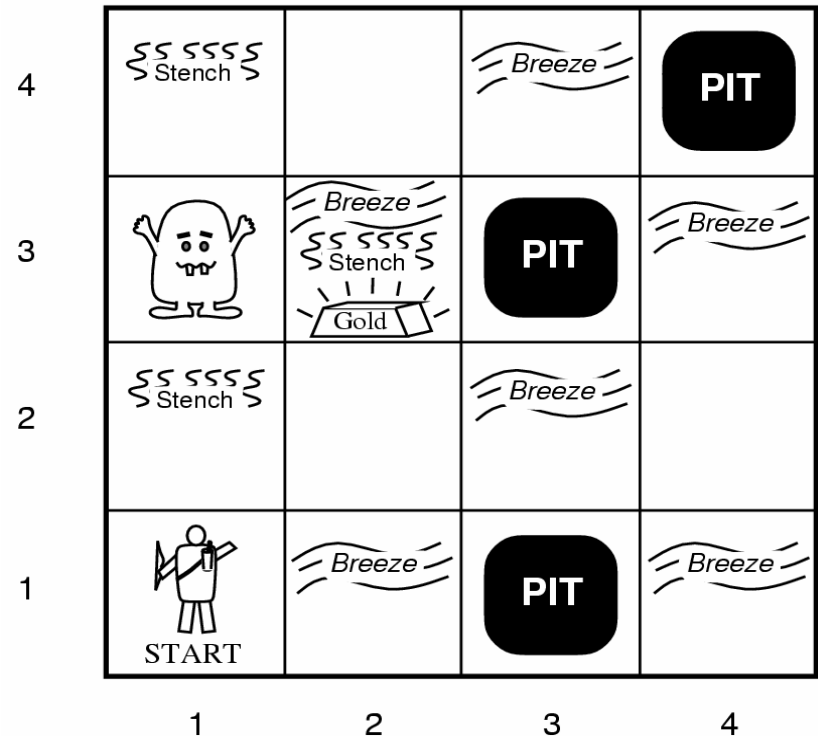 4
Stench
Breeze
PIT
3
Breeze
Stench
Gold
PIT
Breeze
2
Stench
Breeze
1
START
Breeze
PIT
Breeze
1 2 3 4